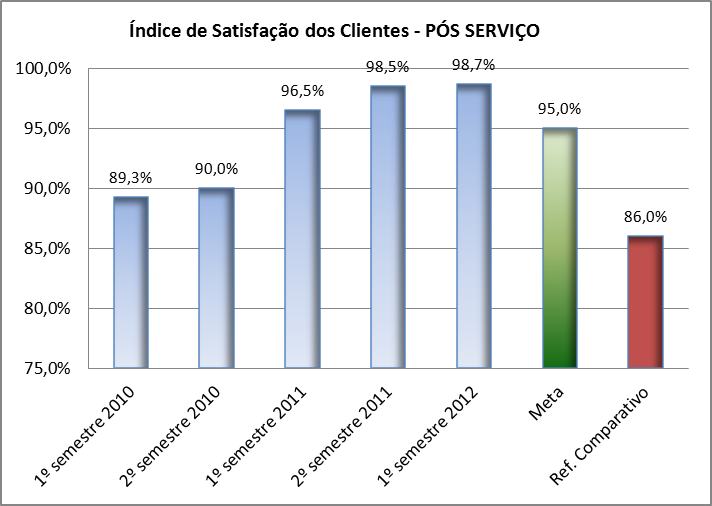 Índice de Satisfação dos Clientes - PÓS SERVIÇO
100,0%
95,0%
90,0%
85,0%
80,0%
75,0%
89,3%
90,0%
96,5%
98,5%
98,7%
95,0%
86,0%
1º semestre 2010
2º semestre 2010
1º semestre 2011
2º semestre 2011
1º semestre 2012
Meta
Ref. Comparativo